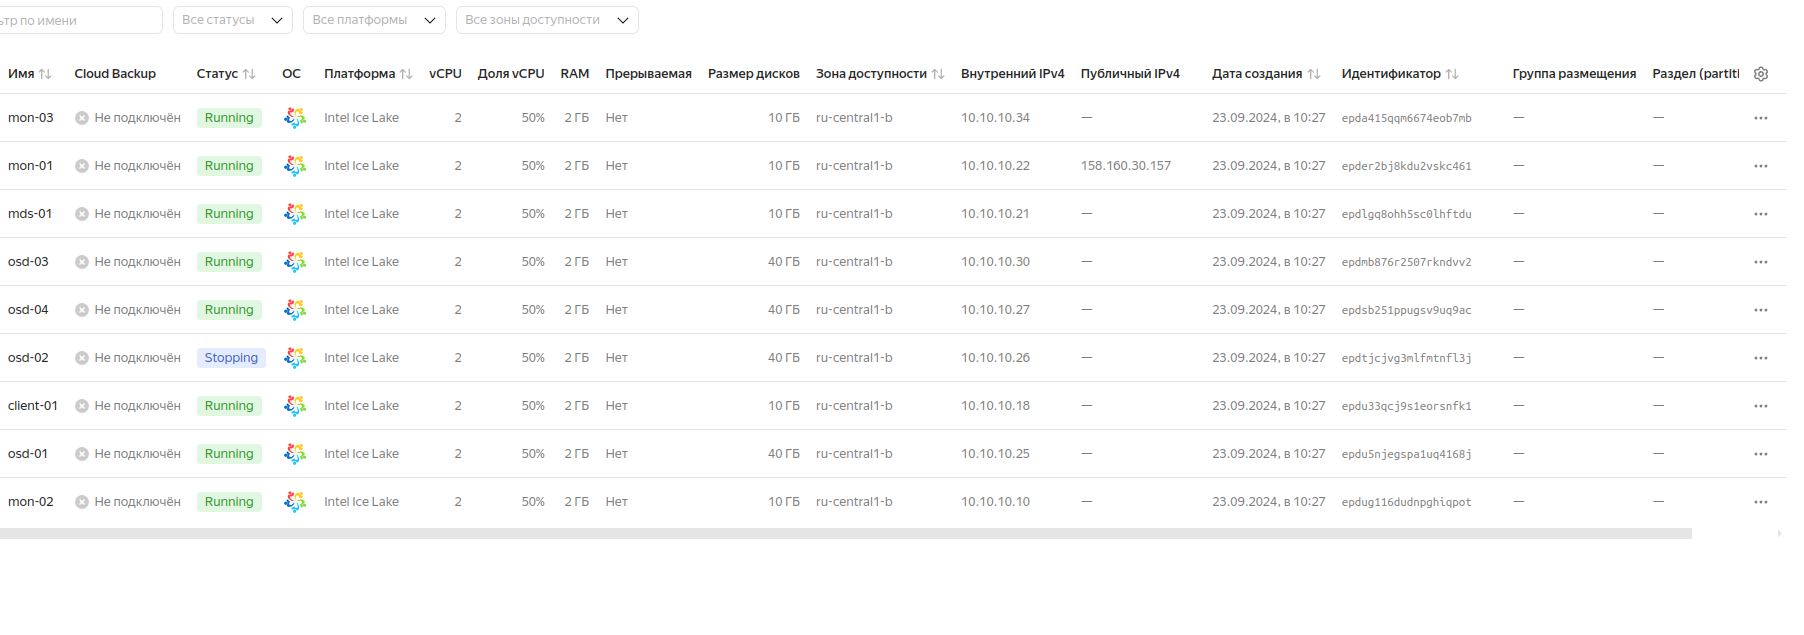 тр по имени Все статусы Все платформы Все зоны доступности
Имя Cloud Backup Статус ОС Платформа vCPU Доля vCPU RAM Прерываемая Размер дисков Зона доступности Внутренний IPv4 Публичный IPv4 Дата создания Идентификатор Группа размещения Раздел (partiti
mon-03 Не подключён Running Intel Ice Lake 2 50% 2 ГБ Нет 10 ГБ ru-central1-b 10.10.10.34 — 23.09.2024, в 10:27 epda415qqm6674eob7mb — — ...
mon-01 Не подключён Running Intel Ice Lake 2 50% 2 ГБ Нет 10 ГБ ru-central1-b 10.10.10.22 158.160.30.157 23.09.2024, в 10:27 epder2bj8kdu2vskc461 — — ...
mds-01 Не подключён Running Intel Ice Lake 2 50% 2 ГБ Нет 10 ГБ ru-central1-b 10.10.10.21 — 23.09.2024, в 10:27 epdlgq8ohh5sc0lhftdu — — ...
osd-03 Не подключён Running Intel Ice Lake 2 50% 2 ГБ Нет 40 ГБ ru-central1-b 10.10.10.30 — 23.09.2024, в 10:27 epdmb876r2507rkndvv2 — — ...
osd-04 Не подключён Running Intel Ice Lake 2 50% 2 ГБ Нет 40 ГБ ru-central1-b 10.10.10.27 — 23.09.2024, в 10:27 epdsb251ppugsv9uq9ac — — ...
osd-02 Не подключён Stopping Intel Ice Lake 2 50% 2 ГБ Нет 40 ГБ ru-central1-b 10.10.10.26 — 23.09.2024, в 10:27 epdtjcjvg3mlfmtnfl3j — — ...
client-01 Не подключён Running Intel Ice Lake 2 50% 2 ГБ Нет 10 ГБ ru-central1-b 10.10.10.18 — 23.09.2024, в 10:27 epdu33qcj9s1eorsnfk1 — — ...
osd-01 Не подключён Running Intel Ice Lake 2 50% 2 ГБ Нет 40 ГБ ru-central1-b 10.10.10.25 — 23.09.2024, в 10:27 epdu5njegspa1uq4168j — — ...
mon-02 Не подключён Running Intel Ice Lake 2 50% 2 ГБ Нет 10 ГБ ru-central1-b 10.10.10.10 — 23.09.2024, в 10:27 epdug116dudnpghiqpot — — ...